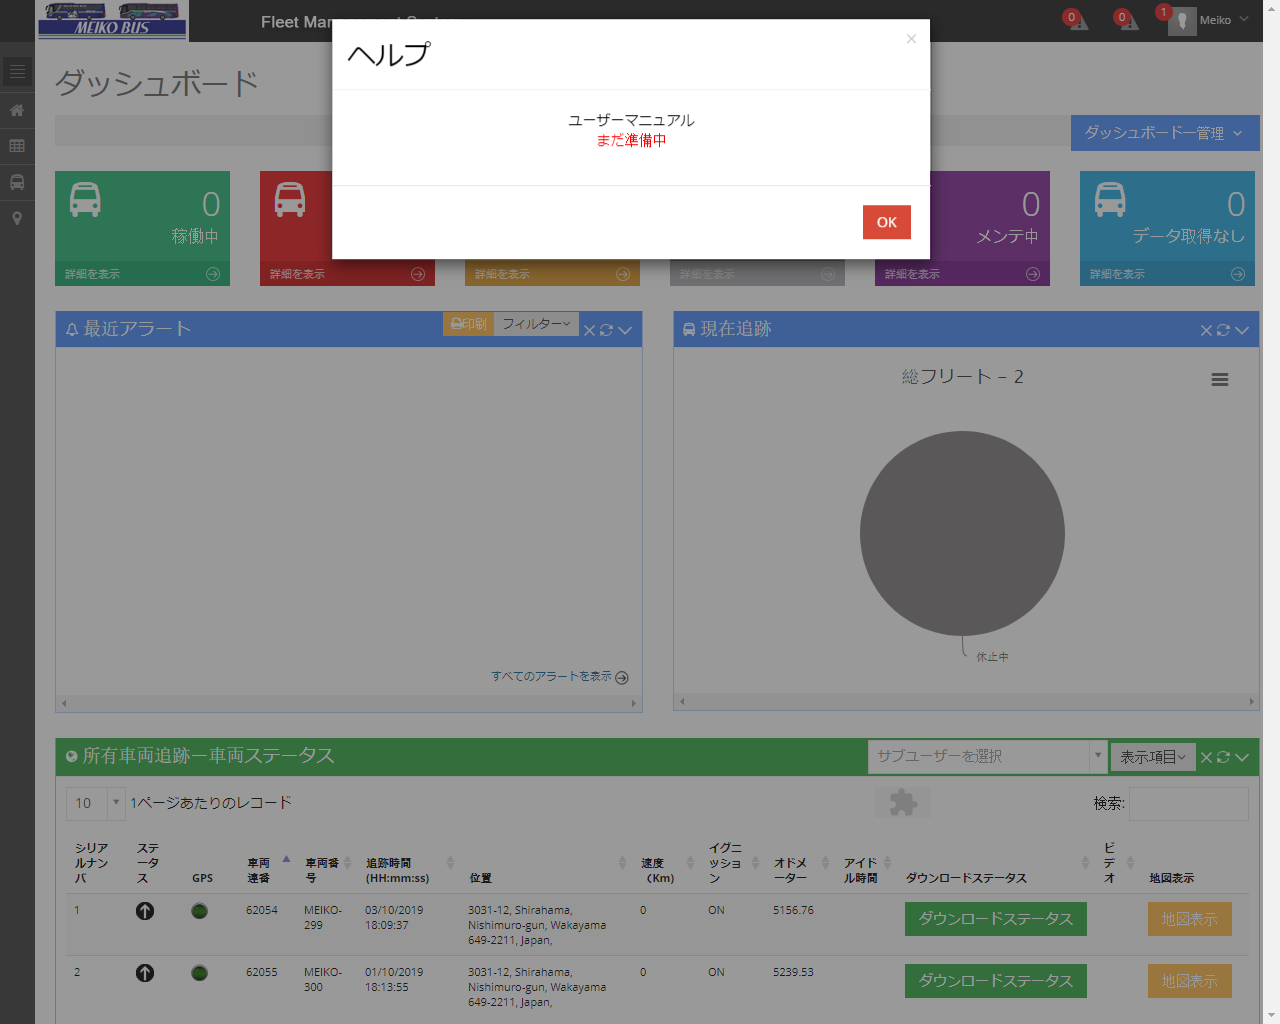 MEIKO BUS
Fleet Man
0
0
1
Meiko
ヘルプ
×
ユーザーマニュアル
まだ準備中
OK
ダッシュボード
ダッシュボードー管理
0
稼働中
詳細を表示
詳細を表示
詳細を表示
詳細を表示
0
メンテ中
詳細を表示
0
データ取得なし
詳細を表示
最近アラート
印刷
フィルター
すべてのアラートを表示
現在追跡
総フリート – 2
休止中
所有車両追跡ー車両ステータス
サブユーザーを選択
表示項目
10
1ページあたりのレコード
検索:
シリアルナンバ ステータス GPS 車両連番 車両番号 追跡時間 (HH:mm:ss) 位置 速度 (Km) イグニッション オドメーター アイドル時間 ダウンロードステータス ビデオ 地図表示
1 62054 MEIKO-299 03/10/2019 18:09:37 3031-12, Shirahama, Nishimuro-gun, Wakayama 649-2211, Japan, 0 ON 5156.76 ダウンロードステータス 地図表示
2 62055 MEIKO-300 01/10/2019 18:13:55 3031-12, Shirahama, Nishimuro-gun, Wakayama 649-2211, Japan, 0 ON 5239.53 ダウンロードステータス 地図表示